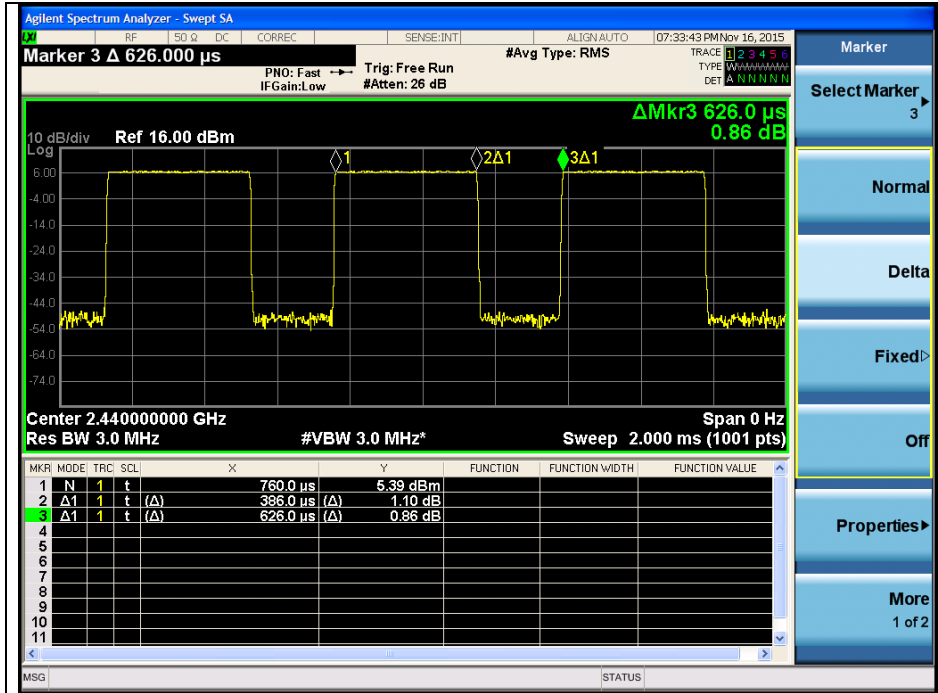 Agilent Spectrum Analyzer - Swept SA
LXI RF 50 Ω DC CORREC SENSE:INT ALIGN AUTO 07:33:43 PM Nov 16, 2015
Marker 3 Δ 626.000 µs
PNO: Fast
IFGain:Low
Trig: Free Run
#Atten: 26 dB
#Avg Type: RMS
TRACE 1 2 3 4 5 6
TYPE
DET A N N N N N
ΔMkr3 626.0 µs
0.86 dB
10 dB/div Ref 16.00 dBm
Log
1
2Δ1
3Δ1
6.00
-4.00
-14.0
-24.0
-34.0
-44.0
-54.0
-64.0
-74.0
Center 2.440000000 GHz Span 0 Hz
Res BW 3.0 MHz #VBW 3.0 MHz* Sweep 2.000 ms (1001 pts)
MKR MODE TRC SCL X Y FUNCTION FUNCTION WIDTH FUNCTION VALUE
1 N 1 t 760.0 µs 5.39 dBm
2 Δ1 1 t (Δ) 386.0 µs (Δ) 1.10 dB
3 Δ1 1 t (Δ) 626.0 µs (Δ) 0.86 dB
4
5
6
7
8
9
10
11
MSG STATUS
Marker
Select Marker
3
Normal
Delta
Fixed
Off
Properties
More
1 of 2